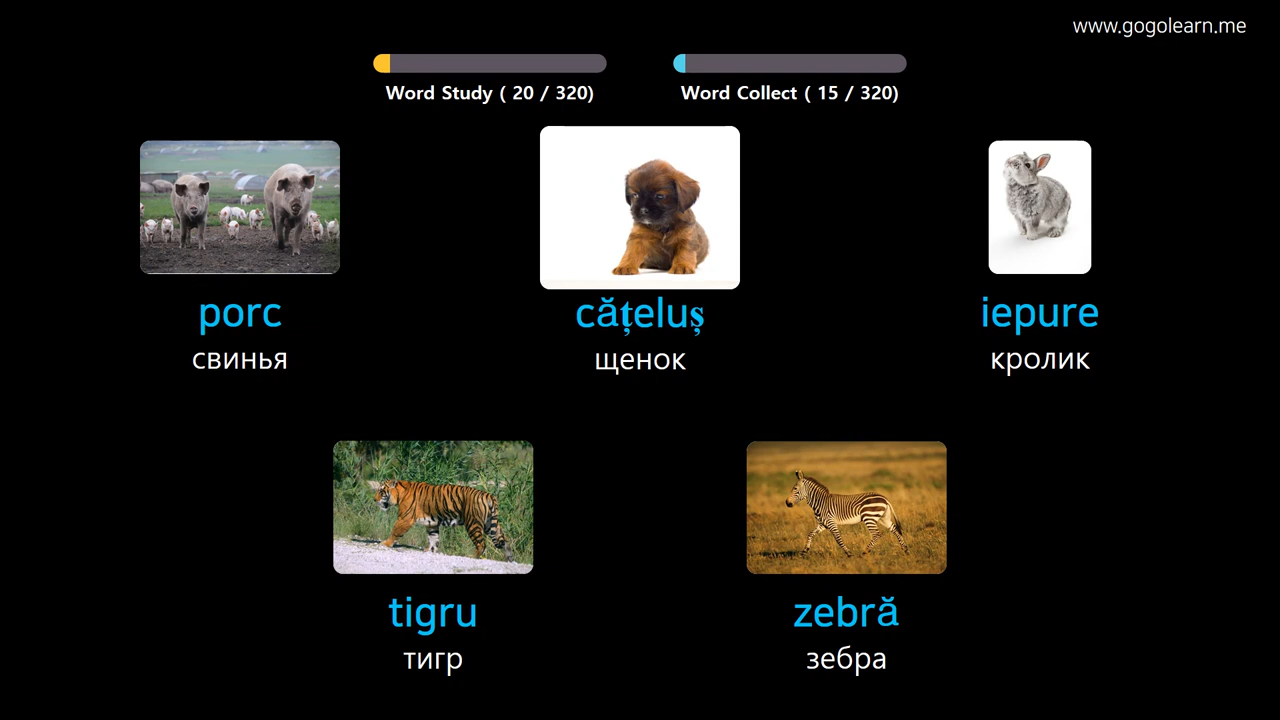 www.gogolearn.me
Word Study ( 20 / 320)
Word Collect ( 15 / 320)
porc
cățeluș
iepure
свинья
щенок
кролик
tigru
zebră
тигр
зебра